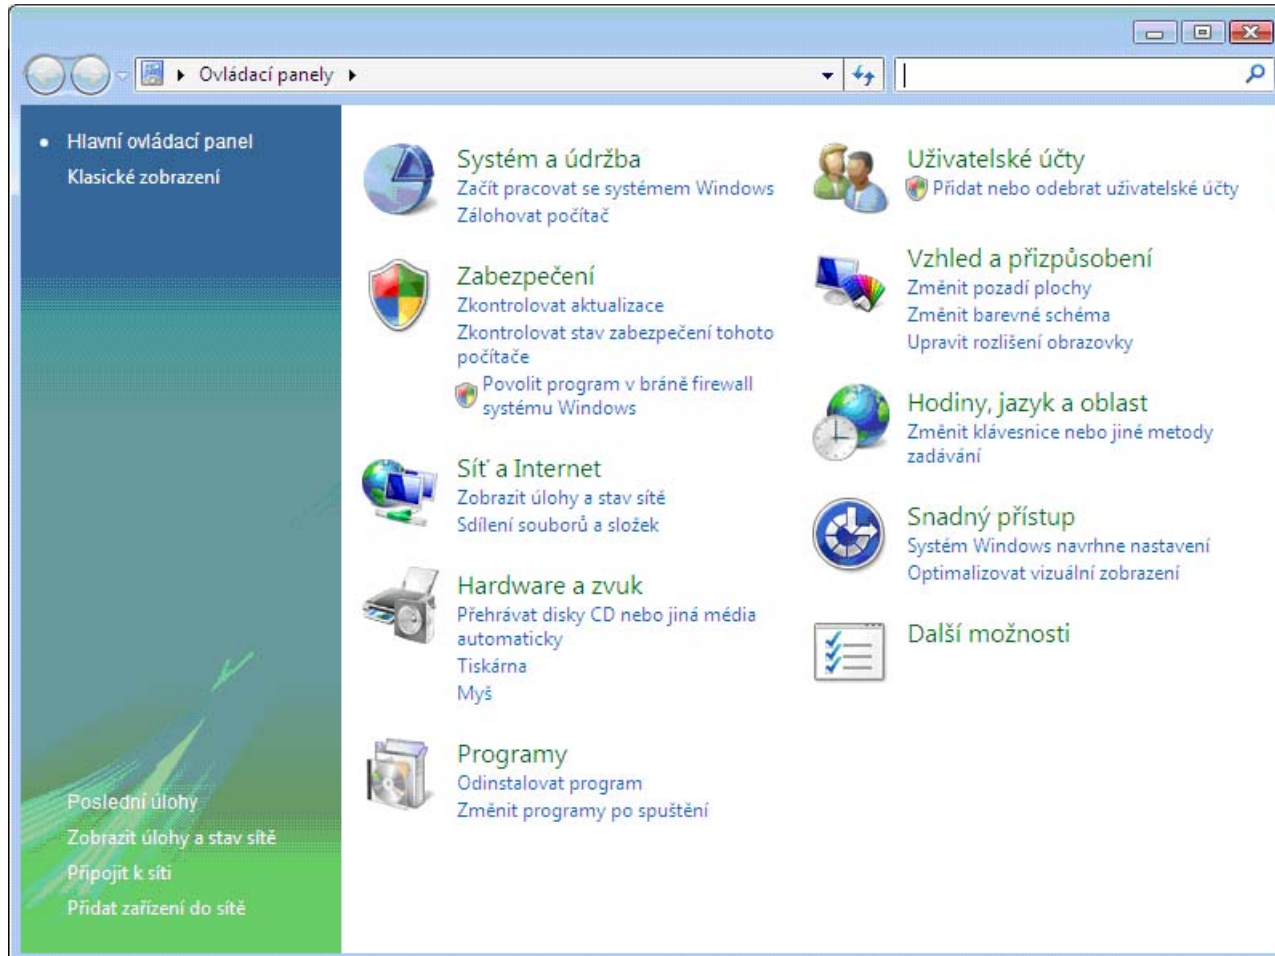 Ovládací panely
Hlavní ovládací panel
Klasické zobrazení
Poslední úlohy
Zobrazit úlohy a stav sítě
Připojit k síti
Přidat zařízení do sítě
Systém a údržba
Začít pracovat se systémem Windows
Zálohovat počítač
Zabezpečení
Zkontrolovat aktualizace
Zkontrolovat stav zabezpečení tohoto
počítače
Povolit program v bráně firewall
systému Windows
Síť a Internet
Zobrazit úlohy a stav sítě
Sdílení souborů a složek
Hardware a zvuk
Přehrávat disky CD nebo jiná média
automaticky
Tiskárna
Myš
Programy
Odinstalovat program
Změnit programy po spuštění
Uživatelské účty
Přidat nebo odebrat uživatelské účty
Vzhled a přizpůsobení
Změnit pozadí plochy
Změnit barevné schéma
Upravit rozlišení obrazovky
Hodiny, jazyk a oblast
Změnit klávesnice nebo jiné metody
zadávání
Snadný přístup
Systém Windows navrhne nastavení
Optimalizovat vizuální zobrazení
Další možnosti